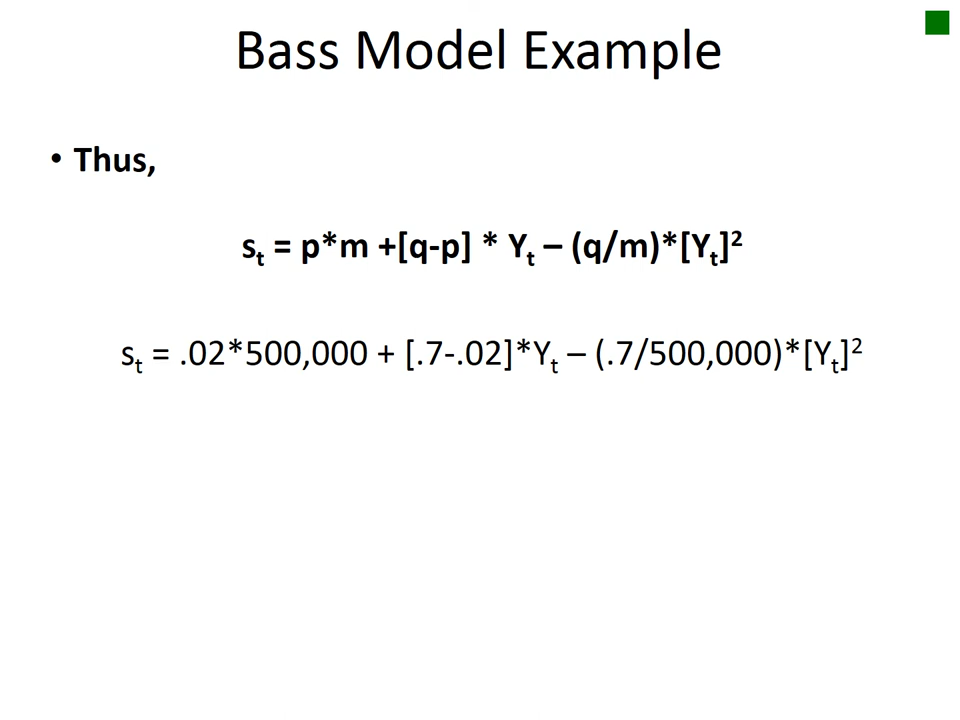 Bass Model Example
• Thus,
sₜ = p*m +[q-p] * Yₜ – (q/m)*[Yₜ]²
sₜ = .02*500,000 + [.7-.02]*Yₜ – (.7/500,000)*[Yₜ]²